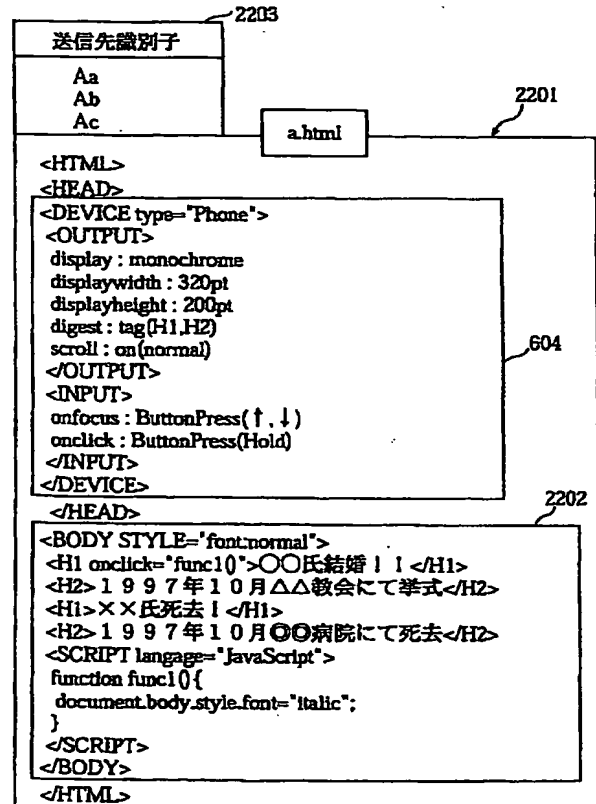 2203
送信先識別子
Aa
Ab
Ac
2201
a.html
<HTML>
<HEAD>
<DEVICE type="Phone">
<OUTPUT>
display : monochrome
displaywidth : 320pt
displayheight : 200pt
digest : tag(H1,H2)
scroll : on(normal)
</OUTPUT>
<INPUT>
onfocus : ButtonPress(↑,↓)
onclick : ButtonPress(Hold)
</INPUT>
</DEVICE>
604
</HEAD>
2202
<BODY STYLE="font:normal">
<H1 onclick="func1()">○○氏結婚！！</H1>
<H2>１９９７年１０月△△教会にて挙式</H2>
<H1>××氏死去！</H1>
<H2>１９９７年１０月◎◎病院にて死去</H2>
<SCRIPT langage="JavaScript">
function func1(){
document.body.style.font="italic";
}
</SCRIPT>
</BODY>
</HTML>